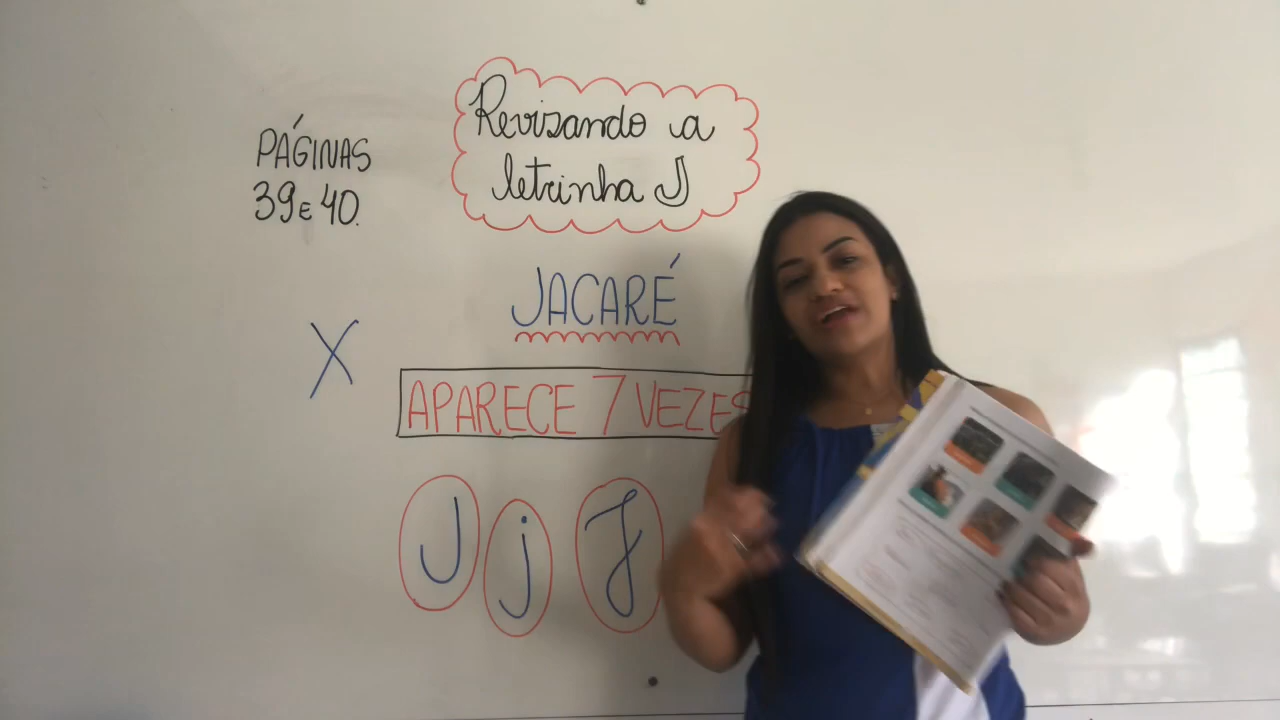 Revisando a
letrinha J
PÁGINAS
39 E 40.
JACARÉ
X
APARECE 7 VEZES
J j J